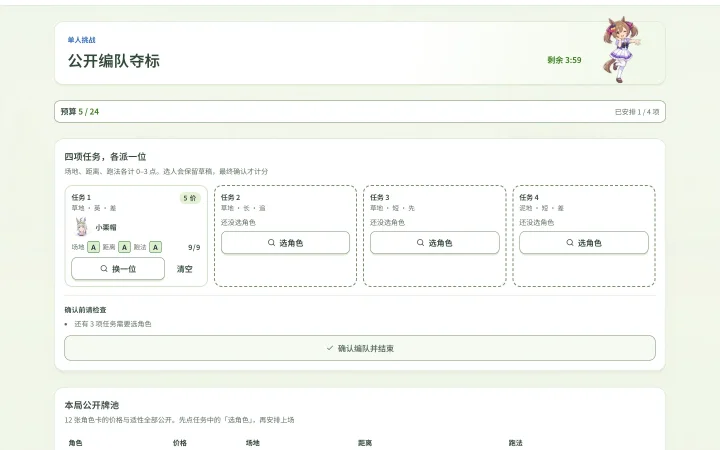 单人挑战
公开编队夺标
剩余 3:59
预算 5 / 24
已安排 1 / 4 项
四项任务，各派一位
场地、距离、跑法各计 0–3 点。选人会保留草稿，最终确认才计分
任务 1
5 价
草地 · 英 · 差
小栗帽
场地 A 距离 A 跑法 A
9/9
换一位
清空
任务 2
草地 · 长 · 追
还没选角色
选角色
任务 3
草地 · 短 · 先
还没选角色
选角色
任务 4
泥地 · 短 · 差
还没选角色
选角色
确认前请检查
• 还有 3 项任务需要选角色
确认编队并结束
本局公开牌池
12 张角色卡的价格与适性全部公开。先点任务中的「选角色」，再安排上场
角色 价格 场地 距离 跑法